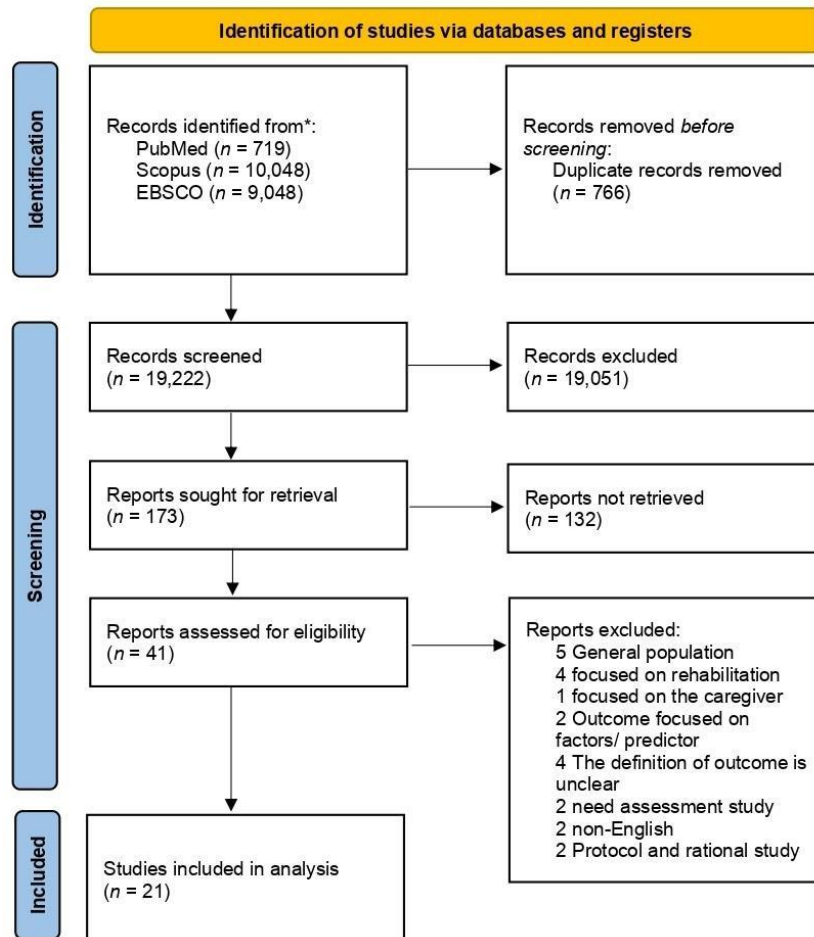 Identification of studies via databases and registers
Identification
Records identified from*:
PubMed (n = 719)
Scopus (n = 10,048)
EBSCO (n = 9,048)
Records removed before
screening:
Duplicate records removed
(n = 766)
Screening
Records screened
(n = 19,222)
Records excluded
(n = 19,051)
Reports sought for retrieval
(n = 173)
Reports not retrieved
(n = 132)
Reports assessed for eligibility
(n = 41)
Reports excluded:
5 General population
4 focused on rehabilitation
1 focused on the caregiver
2 Outcome focused on
factors/ predictor
4 The definition of outcome is
unclear
2 need assessment study
2 non-English
2 Protocol and rational study
Included
Studies included in analysis
(n = 21)